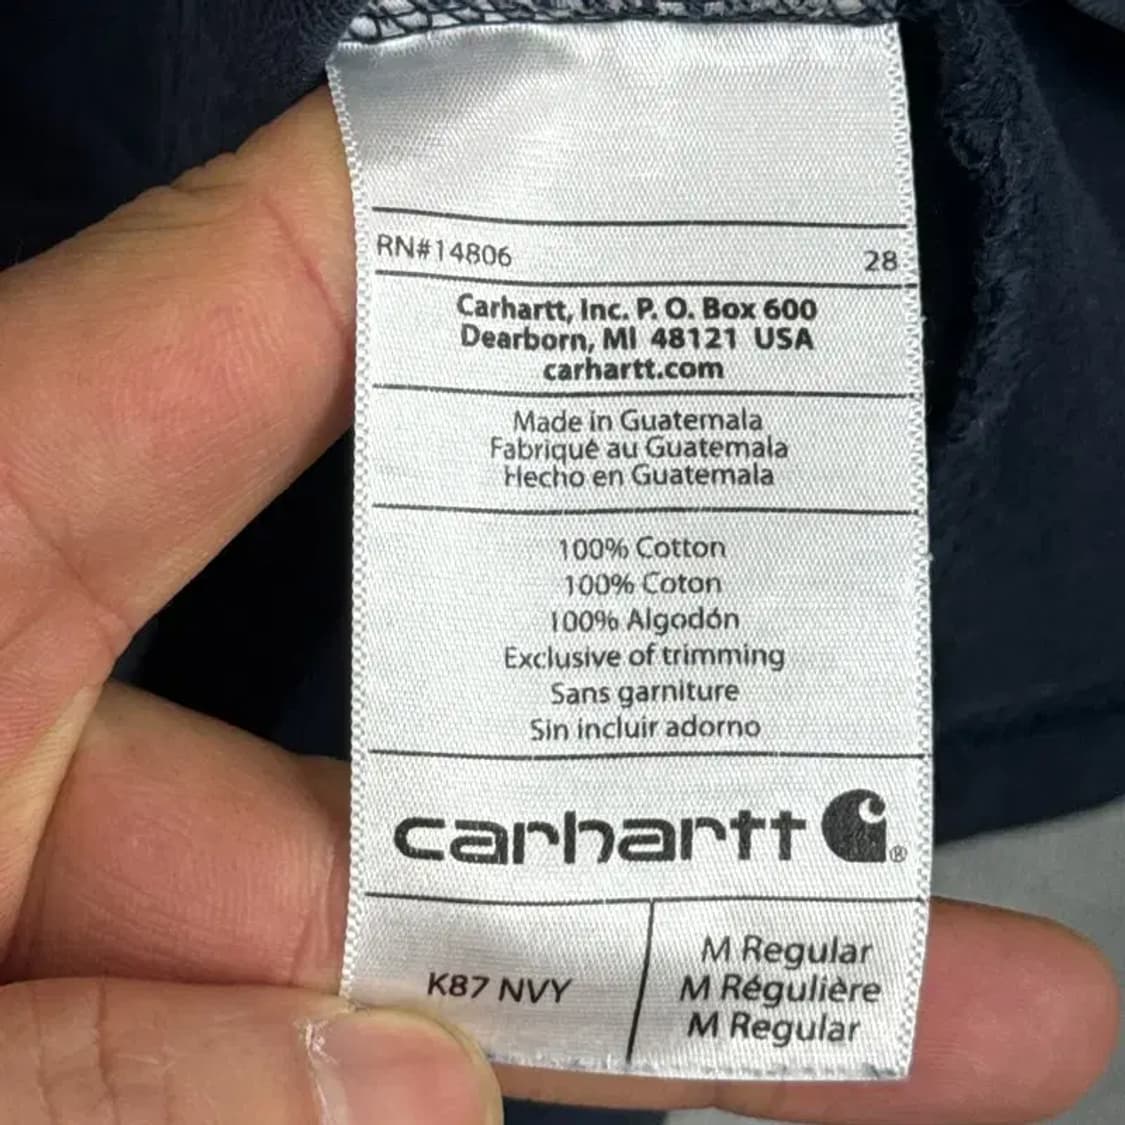 RN#14806 28
Carhartt, Inc. P. O. Box 600
Dearborn, MI 48121 USA
carhartt.com
Made in Guatemala
Fabriqué au Guatemala
Hecho en Guatemala
100% Cotton
100% Coton
100% Algodón
Exclusive of trimming
Sans garniture
Sin incluir adorno
carhartt ®
K87 NVY
M Regular
M Régulière
M Regular